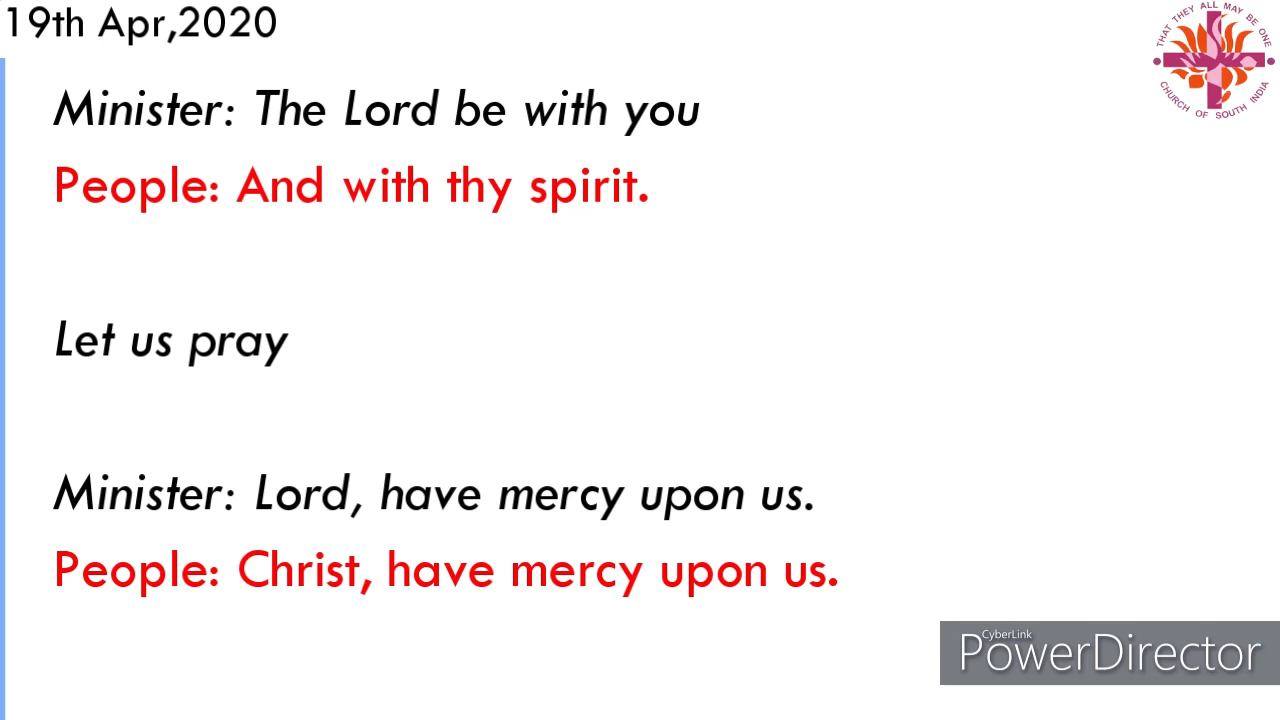 19th Apr,2020
THAT THEY ALL MAY BE ONE
CHURCH OF SOUTH INDIA
Minister: The Lord be with you
People: And with thy spirit.
Let us pray
Minister: Lord, have mercy upon us.
People: Christ, have mercy upon us.
CyberLink
PowerDirector